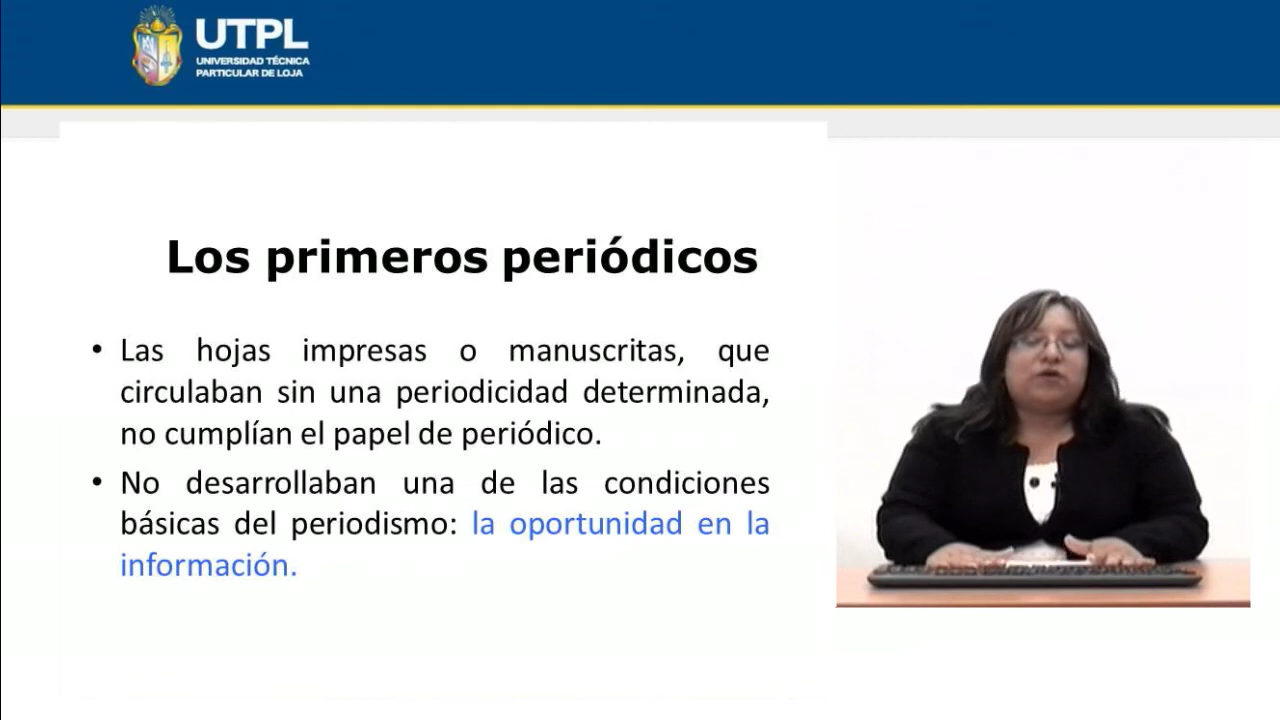 UTPL
UNIVERSIDAD TÉCNICA
PARTICULAR DE LOJA
Los primeros periódicos
• Las hojas impresas o manuscritas, que
circulaban sin una periodicidad determinada,
no cumplían el papel de periódico.
• No desarrollaban una de las condiciones
básicas del periodismo: la oportunidad en la
información.